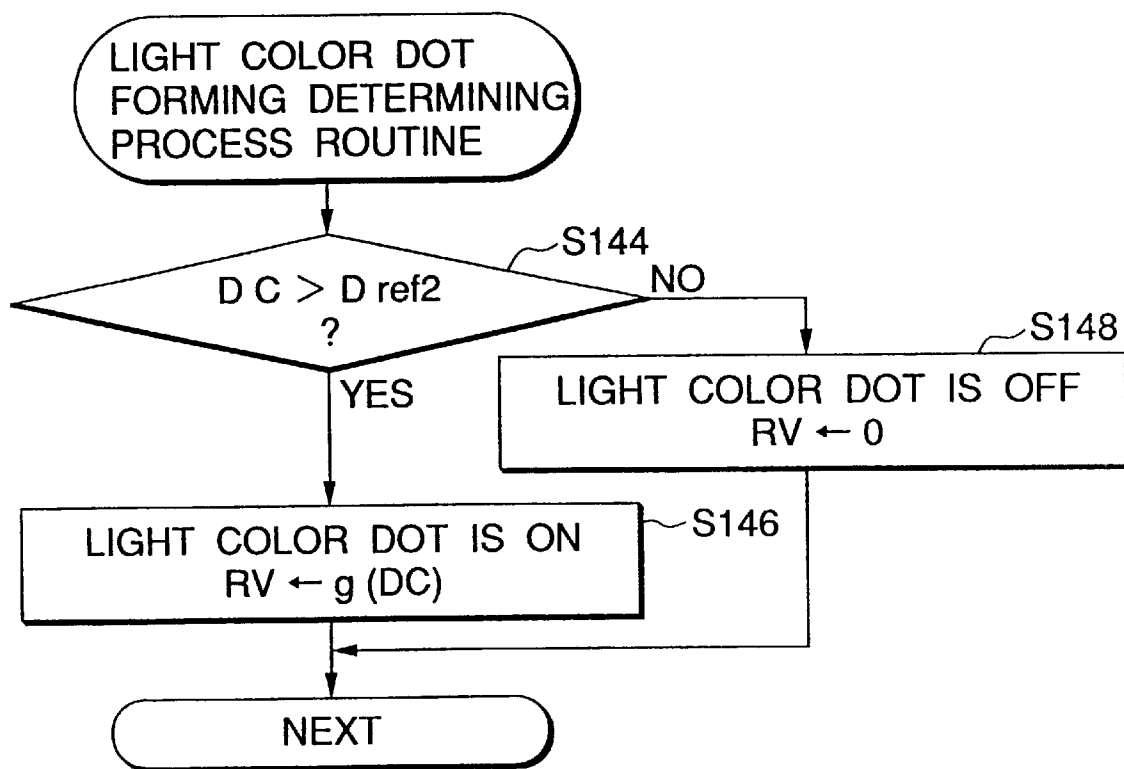 LIGHT COLOR DOT
FORMING DETERMINING
PROCESS ROUTINE
S144
D C > D ref2
?
NO
YES
S148
LIGHT COLOR DOT IS OFF
RV ← 0
S146
LIGHT COLOR DOT IS ON
RV ← g (DC)
NEXT